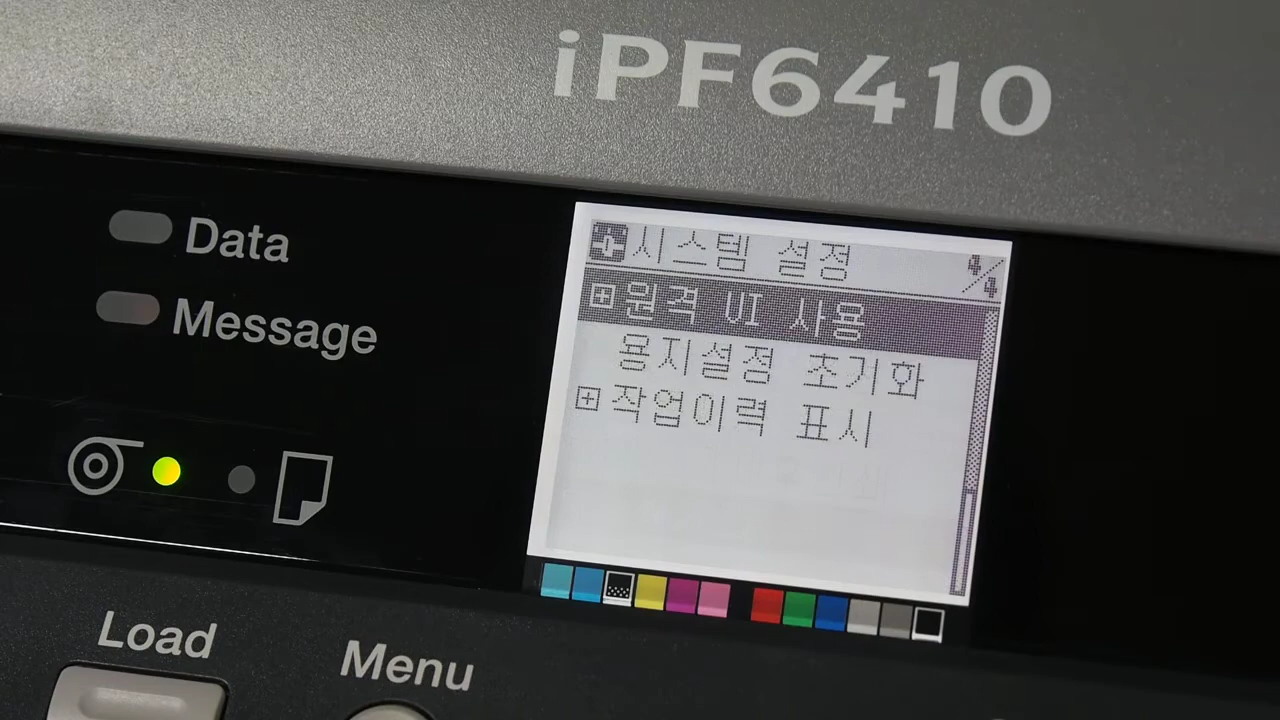 iPF6410
Data
Message
시스템 설정 4/4
원격 UI 사용
용지설정 초기화
작업이력 표시
Load
Menu